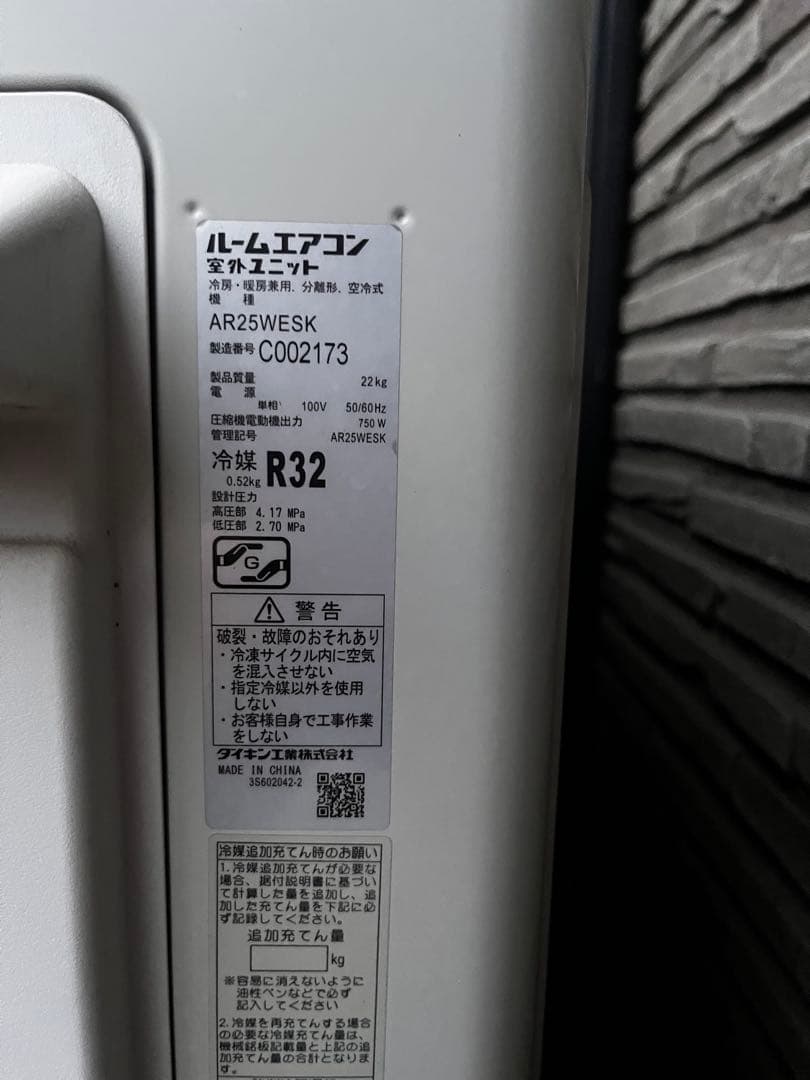 ルームエアコン
室外ユニット
冷房・暖房兼用、分離形、空冷式
機　種
AR25WESK
製造番号 C002173
製品質量 22kg
電　源
単相 100V 50/60Hz
圧縮機電動機出力 750 W
管理記号 AR25WESK
冷媒 R32
0.52kg
設計圧力
高圧部 4.17 MPa
低圧部 2.70 MPa
G
警告
破裂・故障のおそれあり
・冷凍サイクル内に空気
を混入させない
・指定冷媒以外を使用
しない
・お客様自身で工事作業
をしない
ダイキン工業株式会社
MADE IN CHINA
3S602042-2
冷媒追加充てん時のお願い
1.冷媒追加充てんが必要な
場合、据付説明書に基づい
て計算した量を追加し、追
加した充てん量を下記に必
ず記録してください。
追加充てん量
kg
※容易に消えないように
油性ペンなどで必ず
記入してください
2.冷媒を再充てんする場合
の必要な冷媒充てん量は、
機械銘板記載量と上記の追
加充てん量の合計となりま
す。